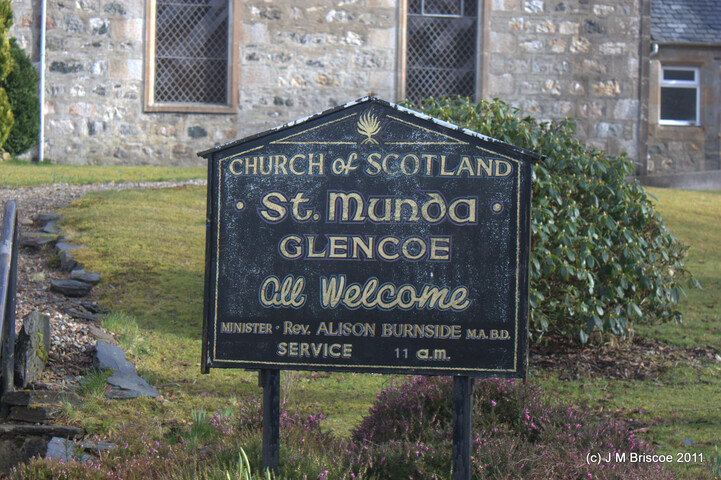 CHURCH of SCOTLAND
• St. Munda •
GLENCOE
All Welcome
MINISTER • Rev. ALISON BURNSIDE M.A. B.D.
SERVICE 11 a.m.
(c) J M Briscoe 2011